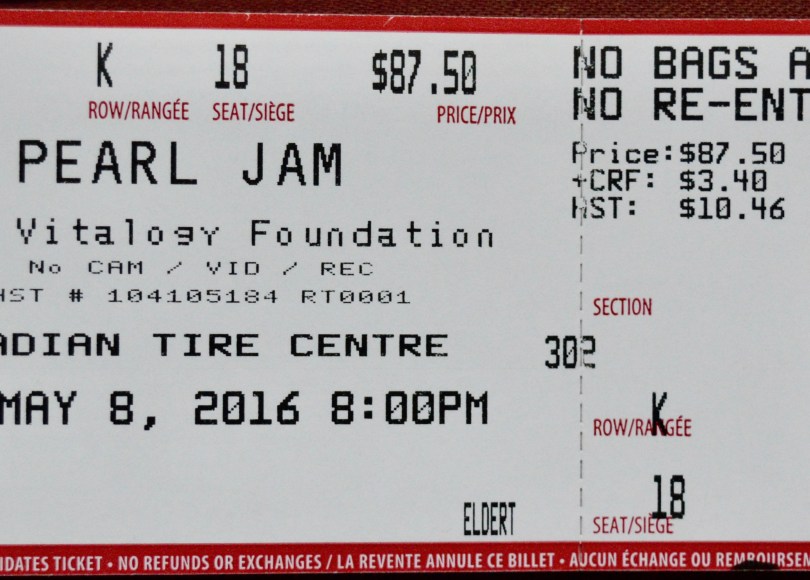 K 18 $87.50
ROW/RANGÉE SEAT/SIÈGE PRICE/PRIX
PEARL JAM
Vitalogy Foundation
No CAM / VID / REC
HST # 104105184 RT0001
ADIAN TIRE CENTRE
302
MAY 8, 2016 8:00PM
ELDERT
NO BAGS A
NO RE-ENT
Price:$87.50
+CRF: $3.40
HST: $10.46
SECTION
K
ROW/RANGÉE
18
SEAT/SIÈGE
IDATES TICKET • NO REFUNDS OR EXCHANGES / LA REVENTE ANNULE CE BILLET • AUCUN ÉCHANGE OU REMBOURSEM